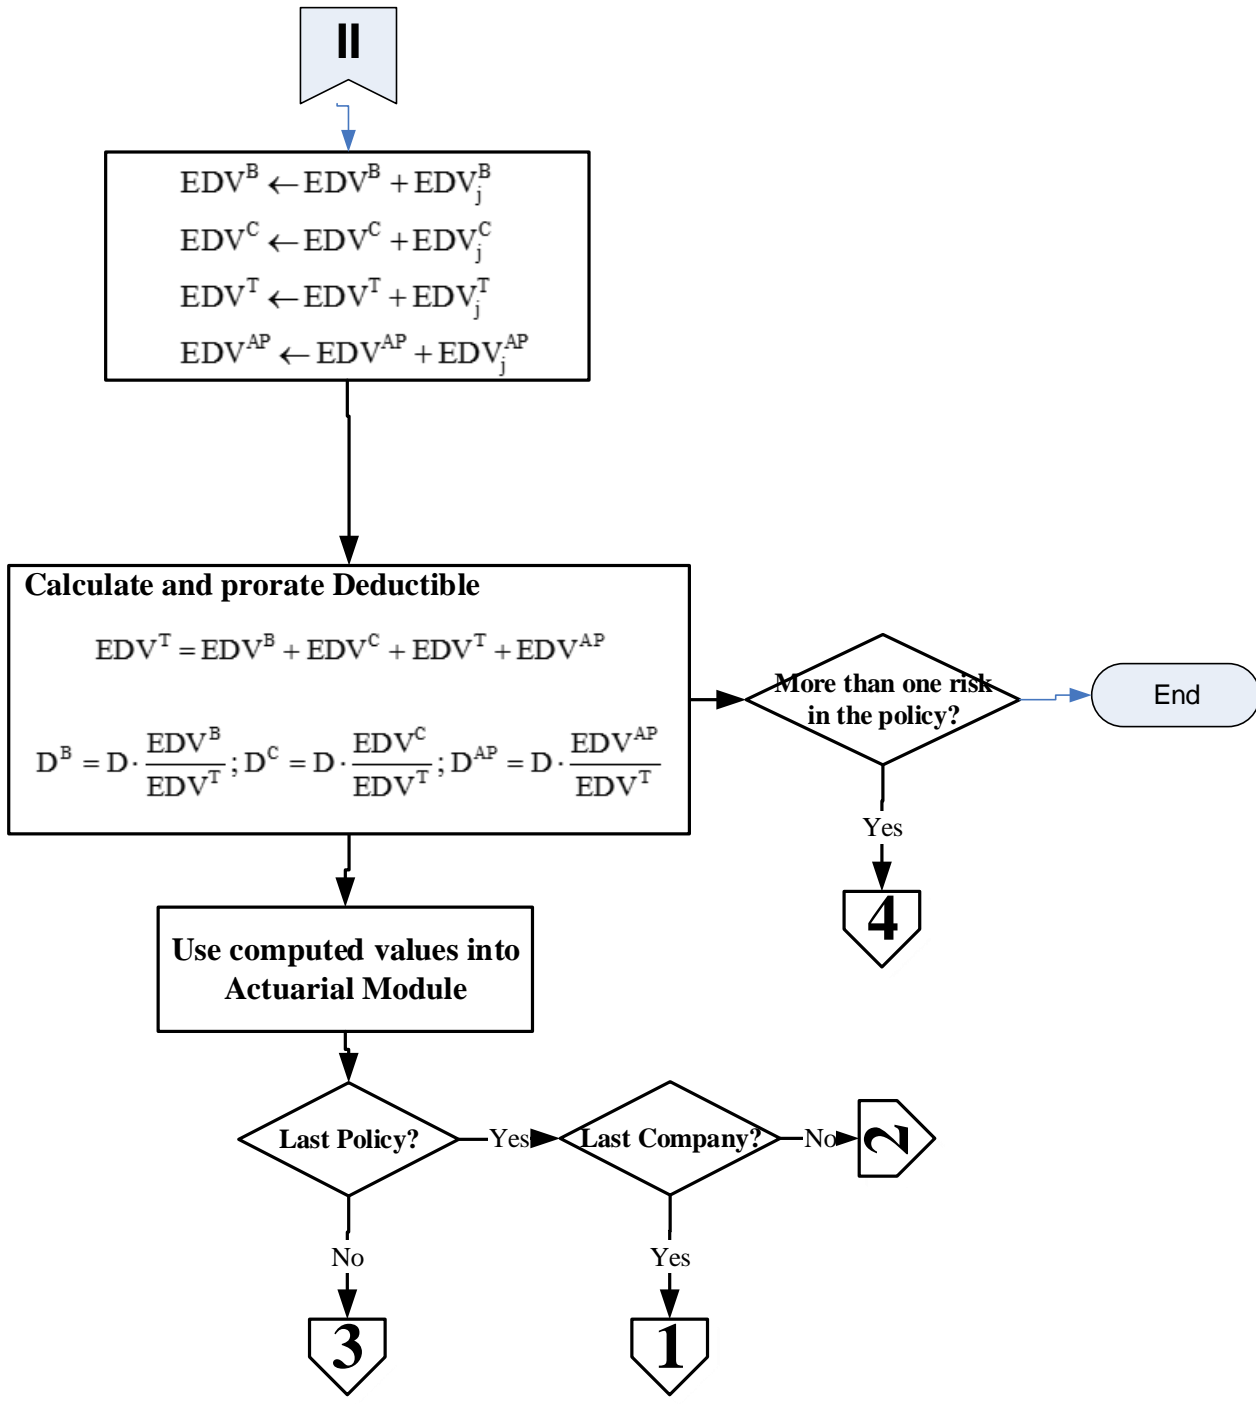 II
EDV^B ← EDV^B + EDV_j^B
EDV^C ← EDV^C + EDV_j^C
EDV^T ← EDV^T + EDV_j^T
EDV^AP ← EDV^AP + EDV_j^AP
Calculate and prorate Deductible
EDV^T = EDV^B + EDV^C + EDV^T + EDV^AP
D^B = D · EDV^B / EDV^T ; D^C = D · EDV^C / EDV^T ; D^AP = D · EDV^AP / EDV^T
More than one risk
in the policy?
End
Yes
4
Use computed values into
Actuarial Module
Last Policy?
Yes
Last Company?
No
2
No
Yes
3
1